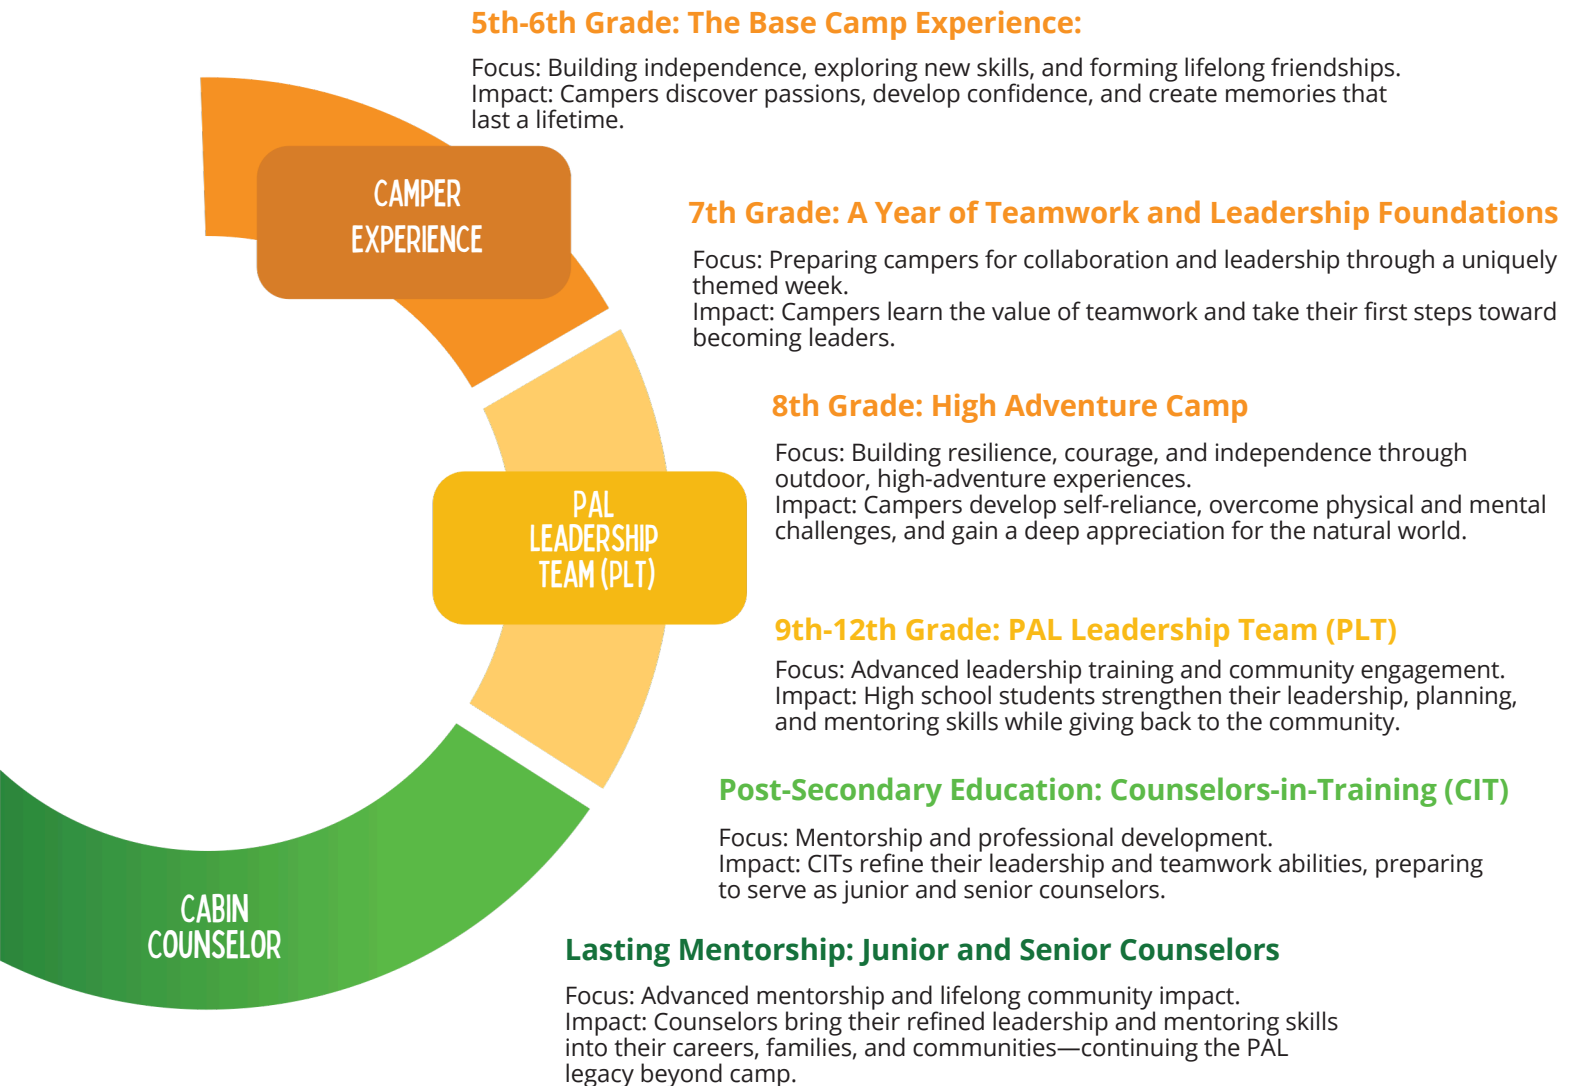 5th-6th Grade: The Base Camp Experience:
Focus: Building independence, exploring new skills, and forming lifelong friendships.
Impact: Campers discover passions, develop confidence, and create memories that
last a lifetime.
CAMPER
EXPERIENCE
7th Grade: A Year of Teamwork and Leadership Foundations
Focus: Preparing campers for collaboration and leadership through a uniquely
themed week.
Impact: Campers learn the value of teamwork and take their first steps toward
becoming leaders.
8th Grade: High Adventure Camp
Focus: Building resilience, courage, and independence through
outdoor, high-adventure experiences.
Impact: Campers develop self-reliance, overcome physical and mental
challenges, and gain a deep appreciation for the natural world.
PAL
LEADERSHIP
TEAM (PLT)
9th-12th Grade: PAL Leadership Team (PLT)
Focus: Advanced leadership training and community engagement.
Impact: High school students strengthen their leadership, planning,
and mentoring skills while giving back to the community.
Post-Secondary Education: Counselors-in-Training (CIT)
Focus: Mentorship and professional development.
Impact: CITs refine their leadership and teamwork abilities, preparing
to serve as junior and senior counselors.
CABIN
COUNSELOR
Lasting Mentorship: Junior and Senior Counselors
Focus: Advanced mentorship and lifelong community impact.
Impact: Counselors bring their refined leadership and mentoring skills
into their careers, families, and communities—continuing the PAL
legacy beyond camp.